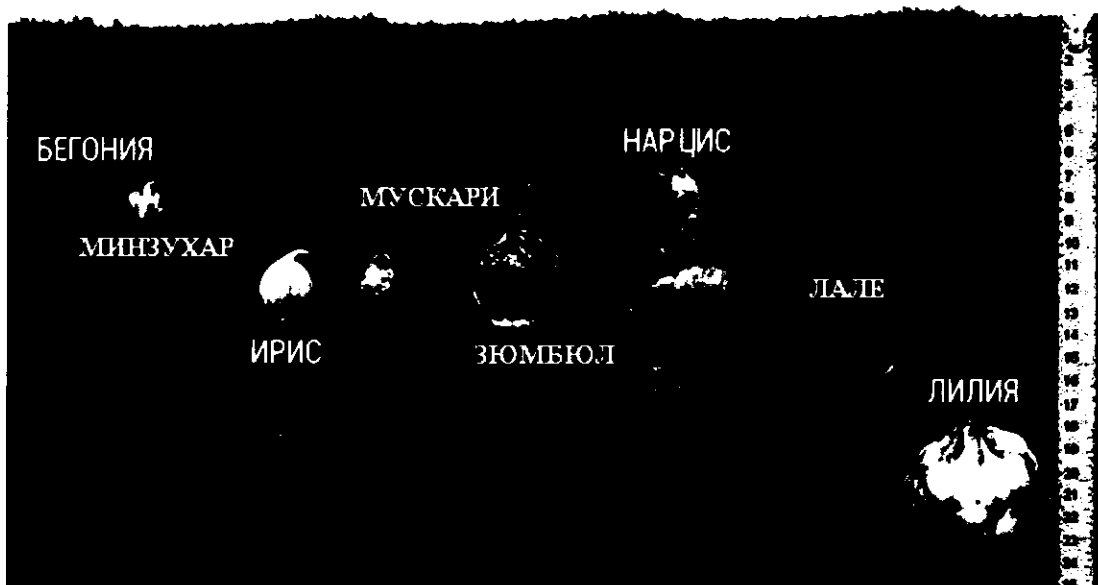 БЕГОНИЯ
НАРЦИС
МУСКАРИ
МИНЗУХАР
ЛАЛЕ
ИРИС
ЗЮМБЮЛ
ЛИЛИЯ